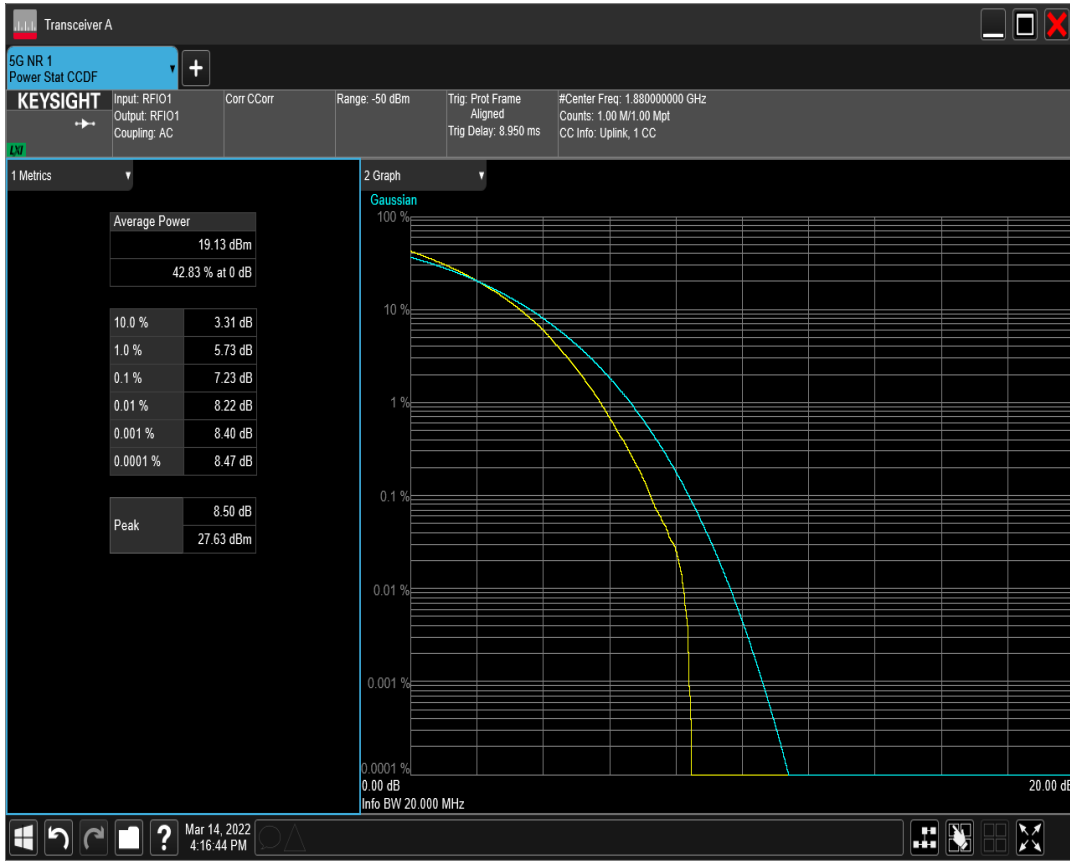 Transceiver A
5G NR 1
Power Stat CCDF
+
KEYSIGHT
LXI
Input: RFIO1
Output: RFIO1
Coupling: AC
Corr CCorr
Range: -50 dBm
Trig: Prot Frame
Aligned
Trig Delay: 8.950 ms
#Center Freq: 1.880000000 GHz
Counts: 1.00 M/1.00 Mpt
CC Info: Uplink, 1 CC
1 Metrics
Average Power
19.13 dBm
42.83 % at 0 dB
10.0 % 3.31 dB
1.0 % 5.73 dB
0.1 % 7.23 dB
0.01 % 8.22 dB
0.001 % 8.40 dB
0.0001 % 8.47 dB
Peak
8.50 dB
27.63 dBm
2 Graph
Gaussian
100 %
10 %
1 %
0.1 %
0.01 %
0.001 %
0.0001 %
0.00 dB 20.00 dB
Info BW 20.000 MHz
?
Mar 14, 2022
4:16:44 PM